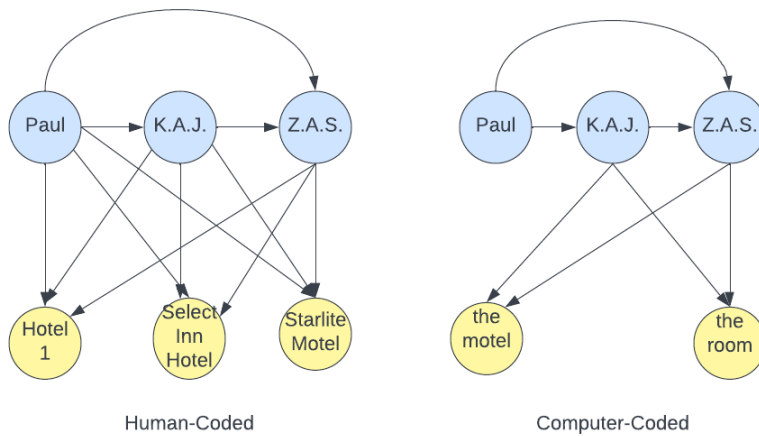 Paul
K.A.J.
Z.A.S.
Hotel
1
Select
Inn
Hotel
Starlite
Motel
Human-Coded
Paul
K.A.J.
Z.A.S.
the
motel
the
room
Computer-Coded